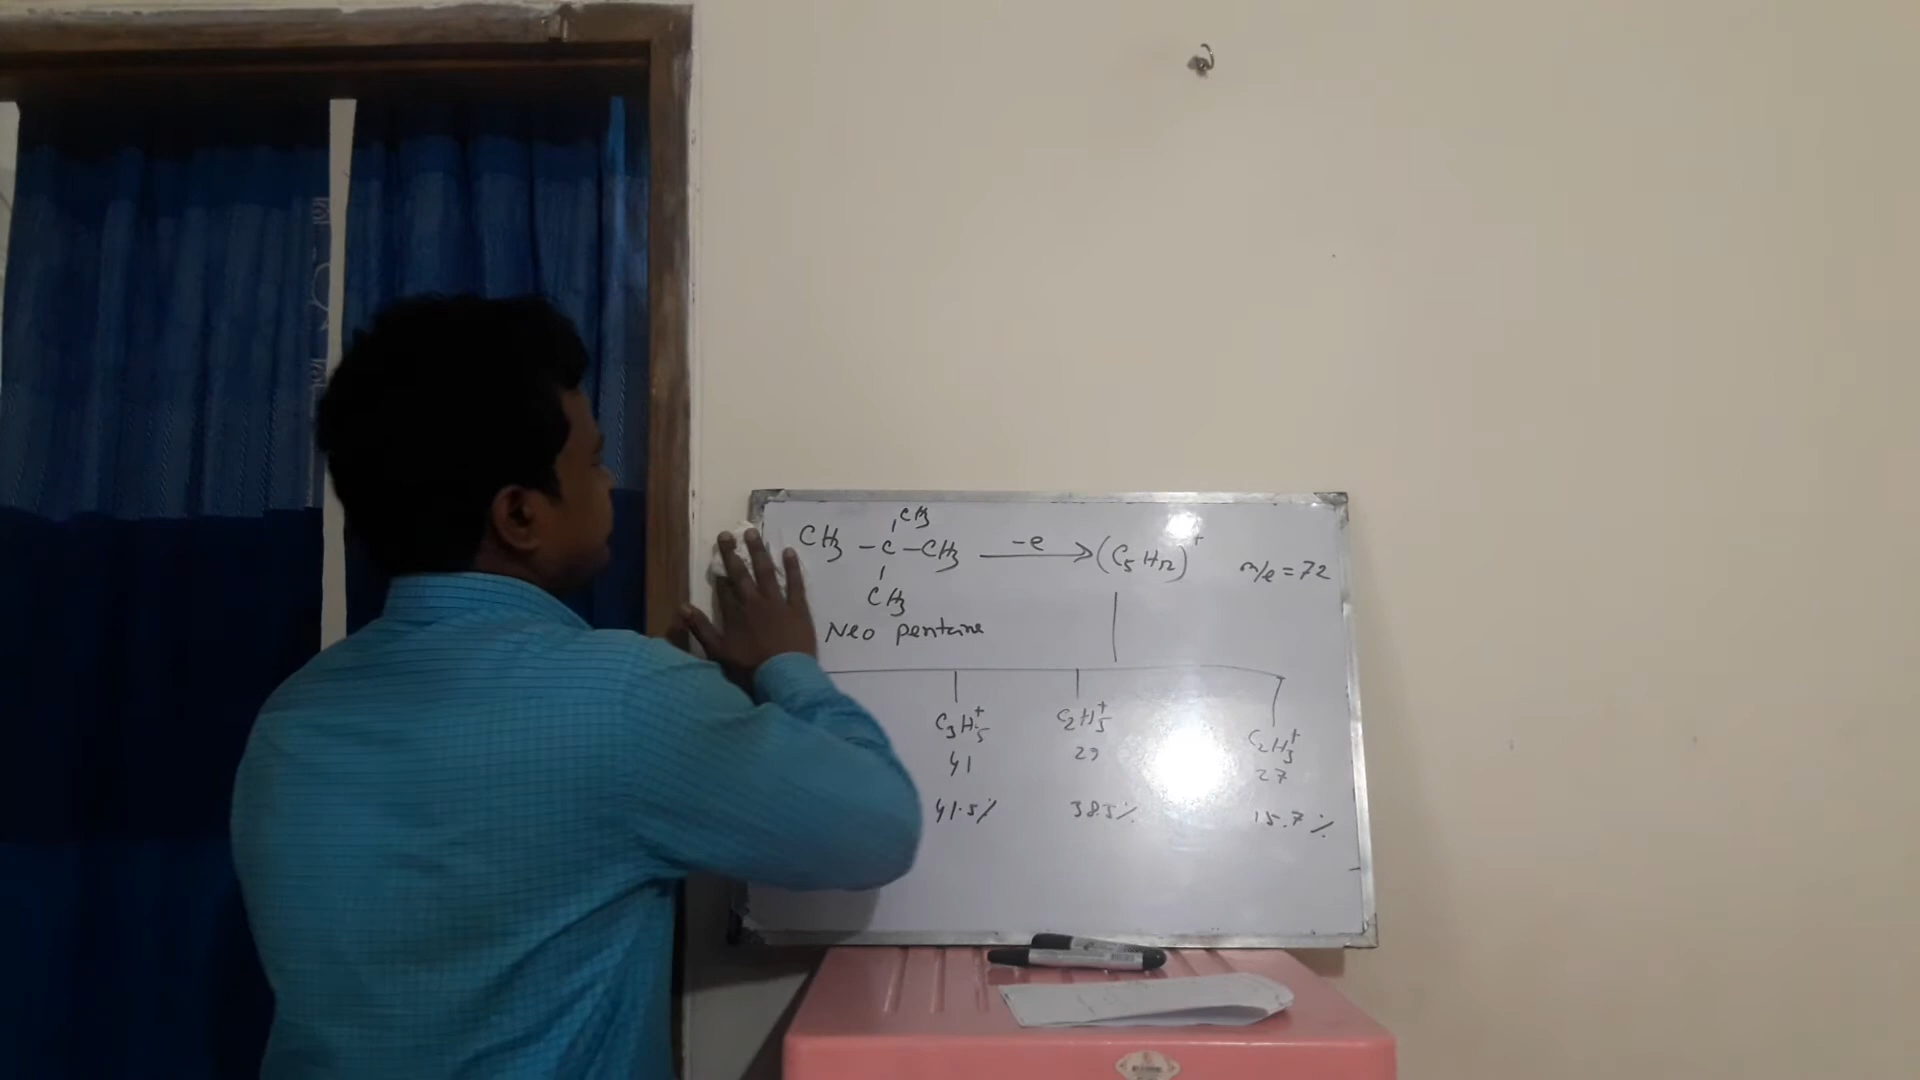 CH3
CH3 – C – CH3 —-e→ (C5H12)+ m/e = 72
CH3
Neo pentane
C3H5+ C2H5+ C2H3+
41 29 27
41.5% 38.5% 15.7%